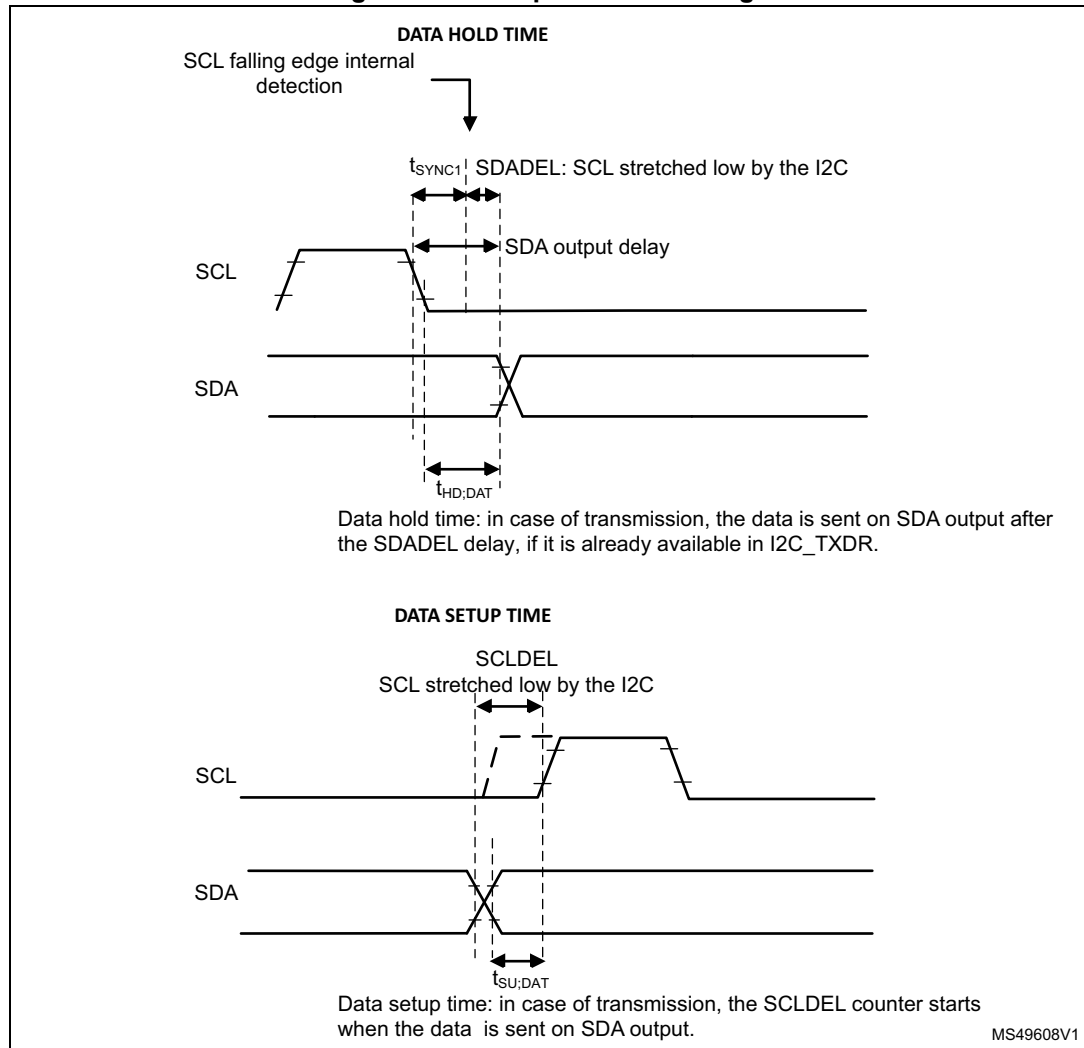 DATA HOLD TIME
SCL falling edge internal
detection
tSYNC1
SDADEL: SCL stretched low by the I2C
SDA output delay
SCL
SDA
tHD;DAT
Data hold time: in case of transmission, the data is sent on SDA output after
the SDADEL delay, if it is already available in I2C_TXDR.
DATA SETUP TIME
SCLDEL
SCL stretched low by the I2C
SCL
SDA
tSU;DAT
Data setup time: in case of transmission, the SCLDEL counter starts
when the data is sent on SDA output.
MS49608V1